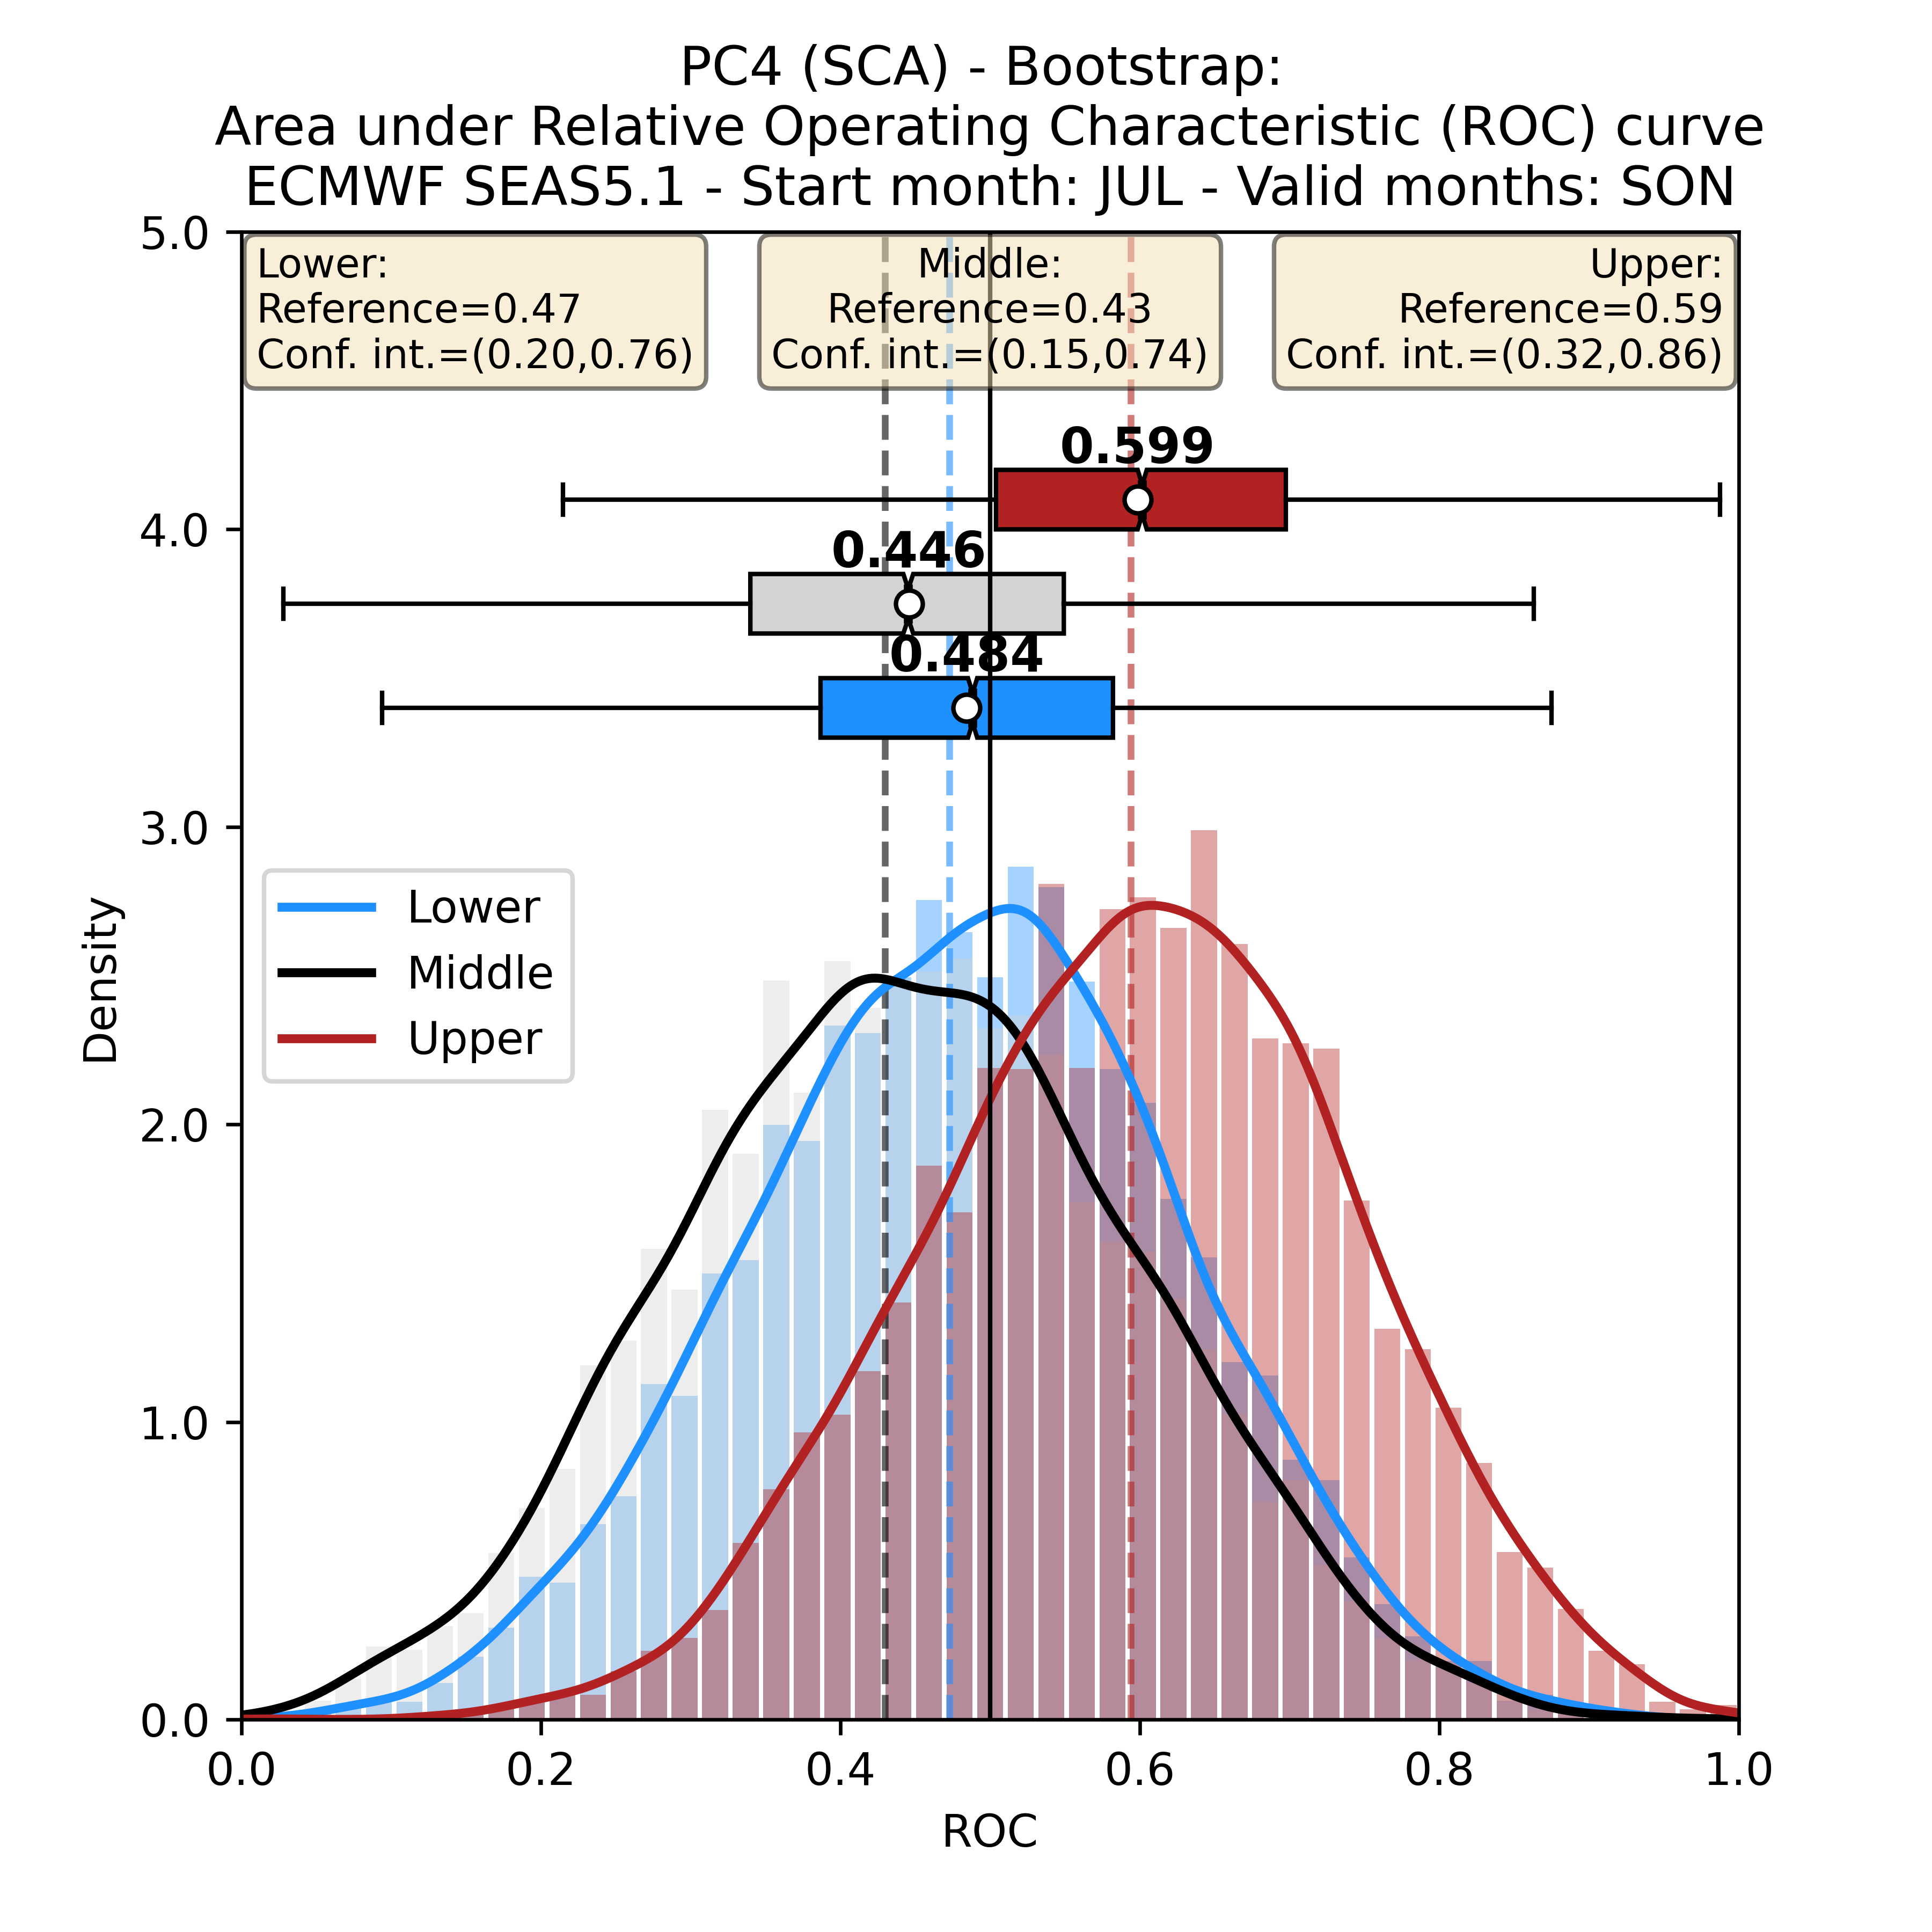 PC4 (SCA) - Bootstrap:
Area under Relative Operating Characteristic (ROC) curve
ECMWF SEAS5.1 - Start month: JUL - Valid months: SON
Lower:
Reference=0.47
Conf. int.=(0.20,0.76)
Middle:
Reference=0.43
Conf. int.=(0.15,0.74)
Upper:
Reference=0.59
Conf. int.=(0.32,0.86)
0.599
0.446
0.484
5.0
4.0
3.0
2.0
1.0
0.0
Density
Lower
Middle
Upper
0.0
0.2
0.4
0.6
0.8
1.0
ROC